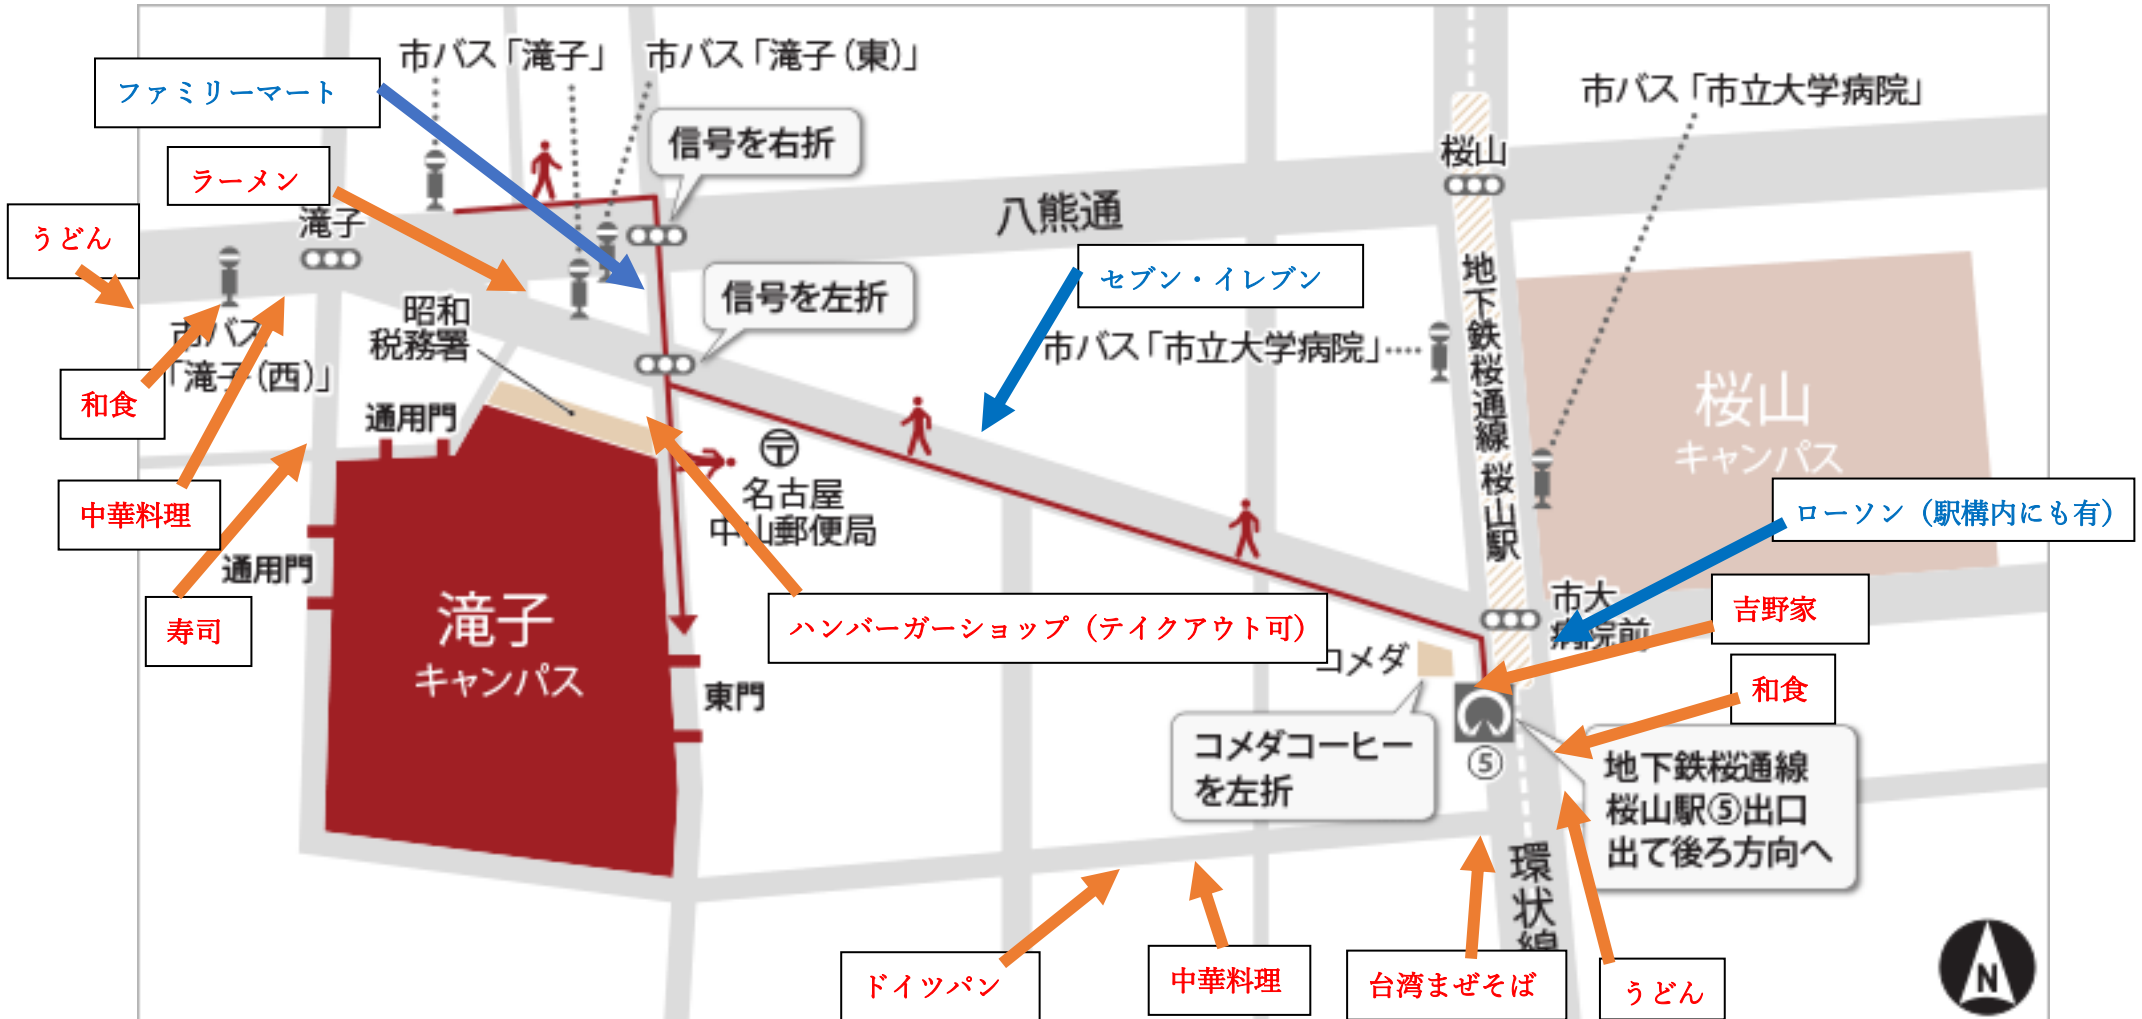 市バス「滝子」
市バス「滝子（東）」
ファミリーマート
市バス「市立大学病院」
信号を右折
桜山
ラーメン
滝子
八熊通
うどん
セブン・イレブン
信号を左折
昭和
税務署
市バス
「滝子（西）」
市バス「市立大学病院」
地下鉄桜通線 桜山駅
和食
通用門
桜山
キャンパス
〒
名古屋
中山郵便局
中華料理
ローソン（駅構内にも有）
通用門
滝子
キャンパス
寿司
ハンバーガーショップ（テイクアウト可）
市大
病院前
吉野家
コメダ
東門
和食
コメダコーヒー
を左折
⑤
地下鉄桜通線
桜山駅⑤出口
出て後ろ方向へ
環状線
ドイツパン
中華料理
台湾まぜそば
うどん
N